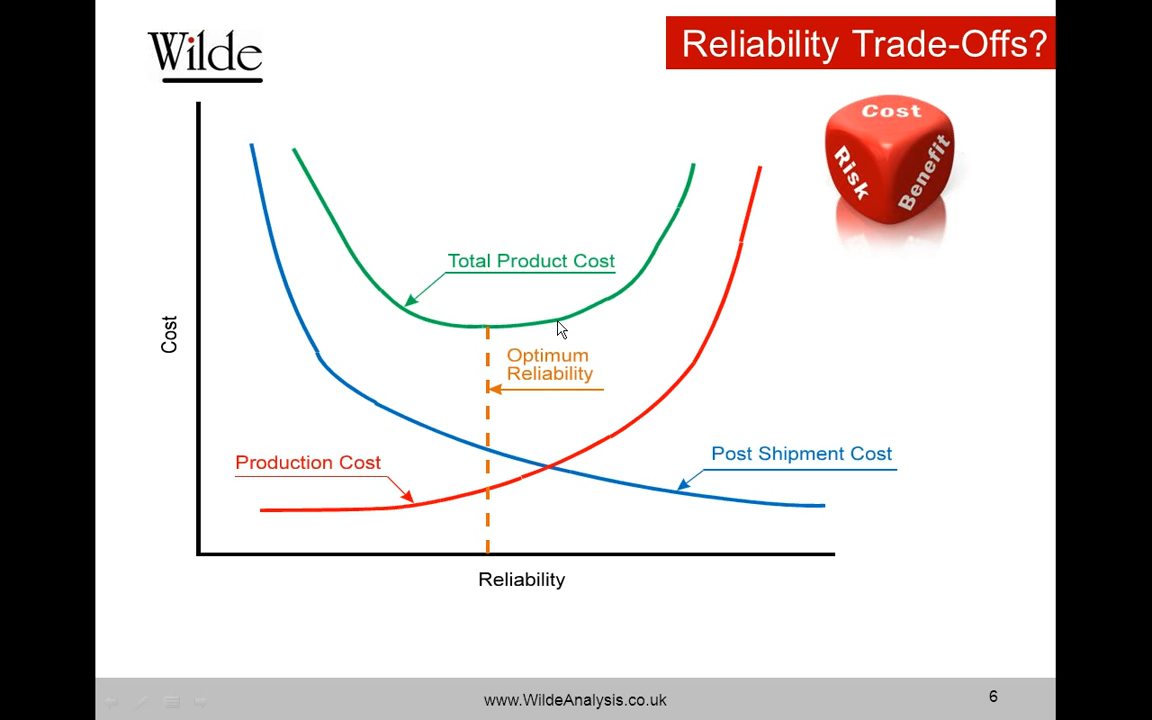 Wilde
Reliability Trade-Offs?
Cost
Risk
Benefit
Total Product Cost
Cost
Optimum
Reliability
Production Cost
Post Shipment Cost
Reliability
www.WildeAnalysis.co.uk
6